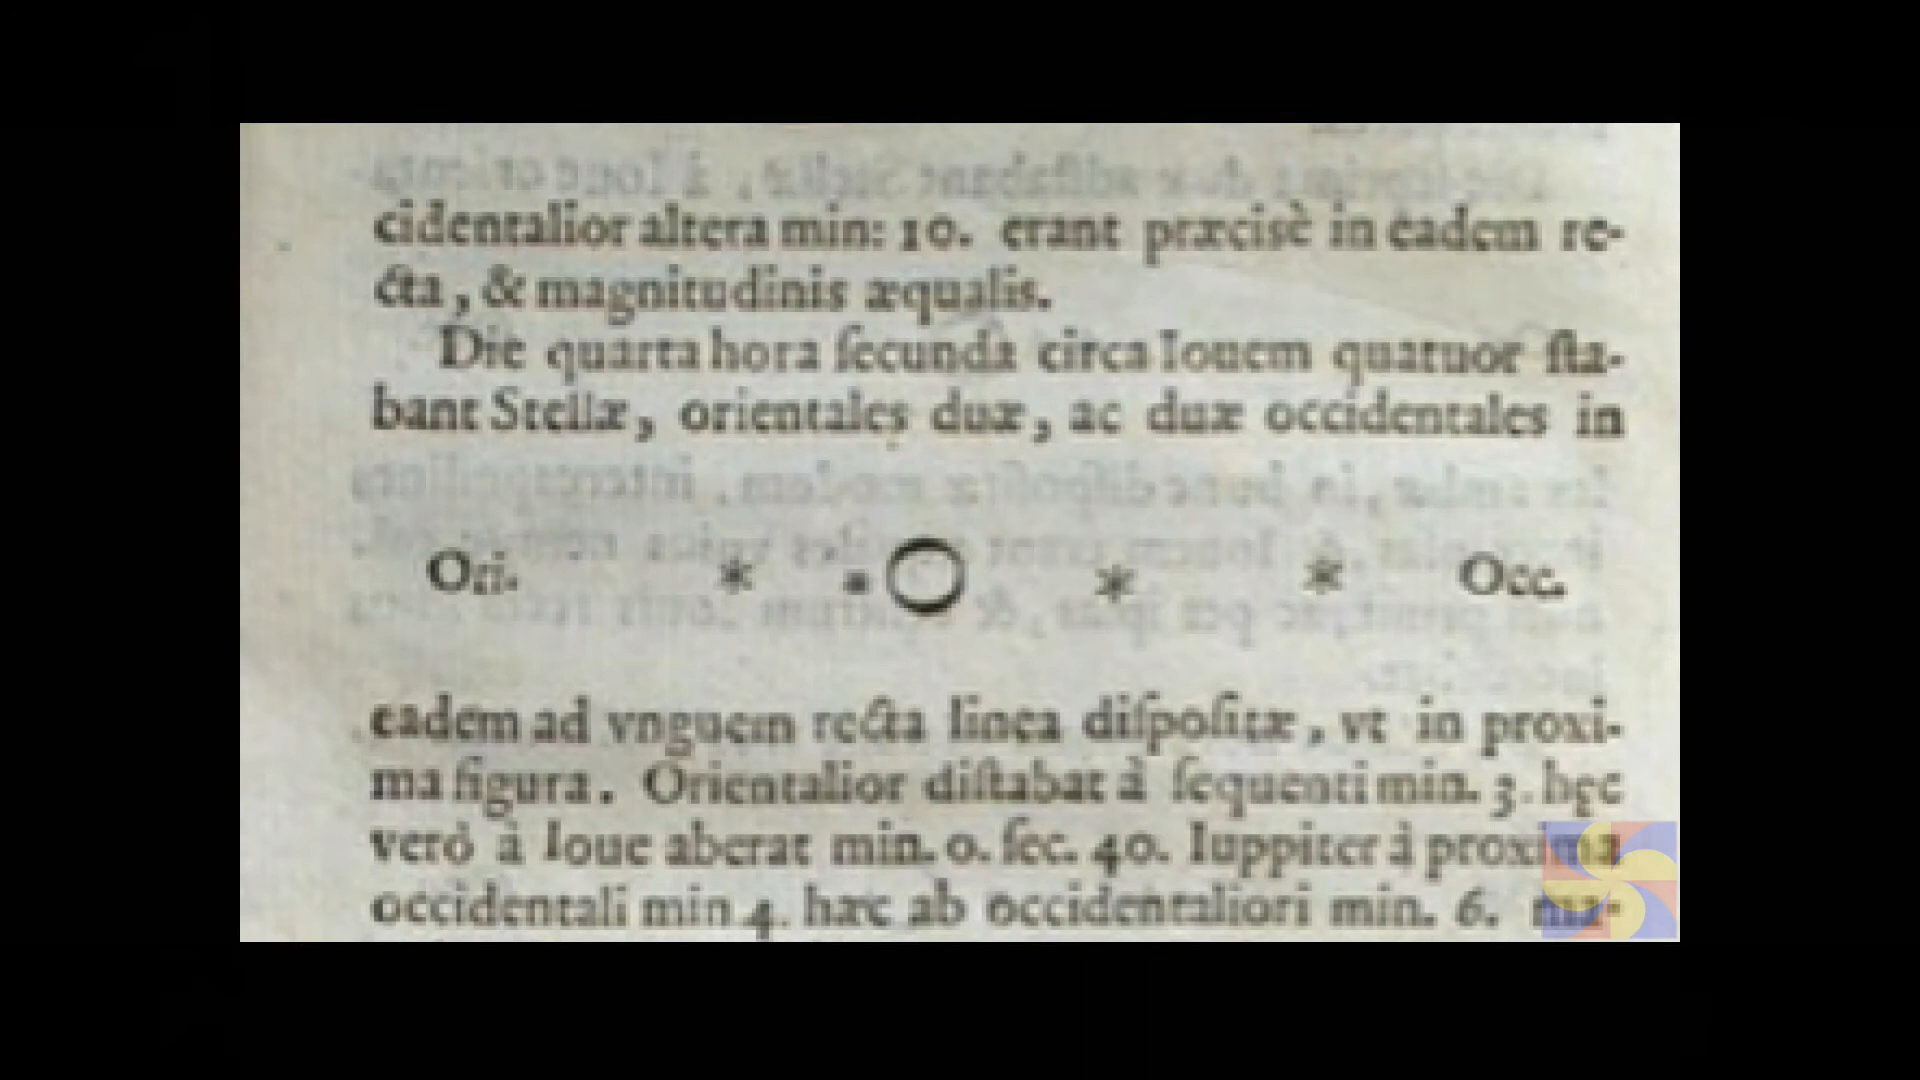 cidentalior altera min: 10. erant præcisè in eadem re-
cta, & magnitudinis æqualis.
Die quarta hora ſecunda circa Iouem quatuor ſta-
bant Stellæ, orientales duæ, ac duæ occidentales in
Ori. * * O * * Occ.
eadem ad vnguem recta linea diſpoſitæ, vt in proxi-
ma figura. Orientalior diſtabat à ſequenti min. 3. hęc
verò à Ioue aberat min. 0. ſec. 40. Iuppiter à proxima
occidentali min 4. hæc ab occidentaliori min. 6. ma-